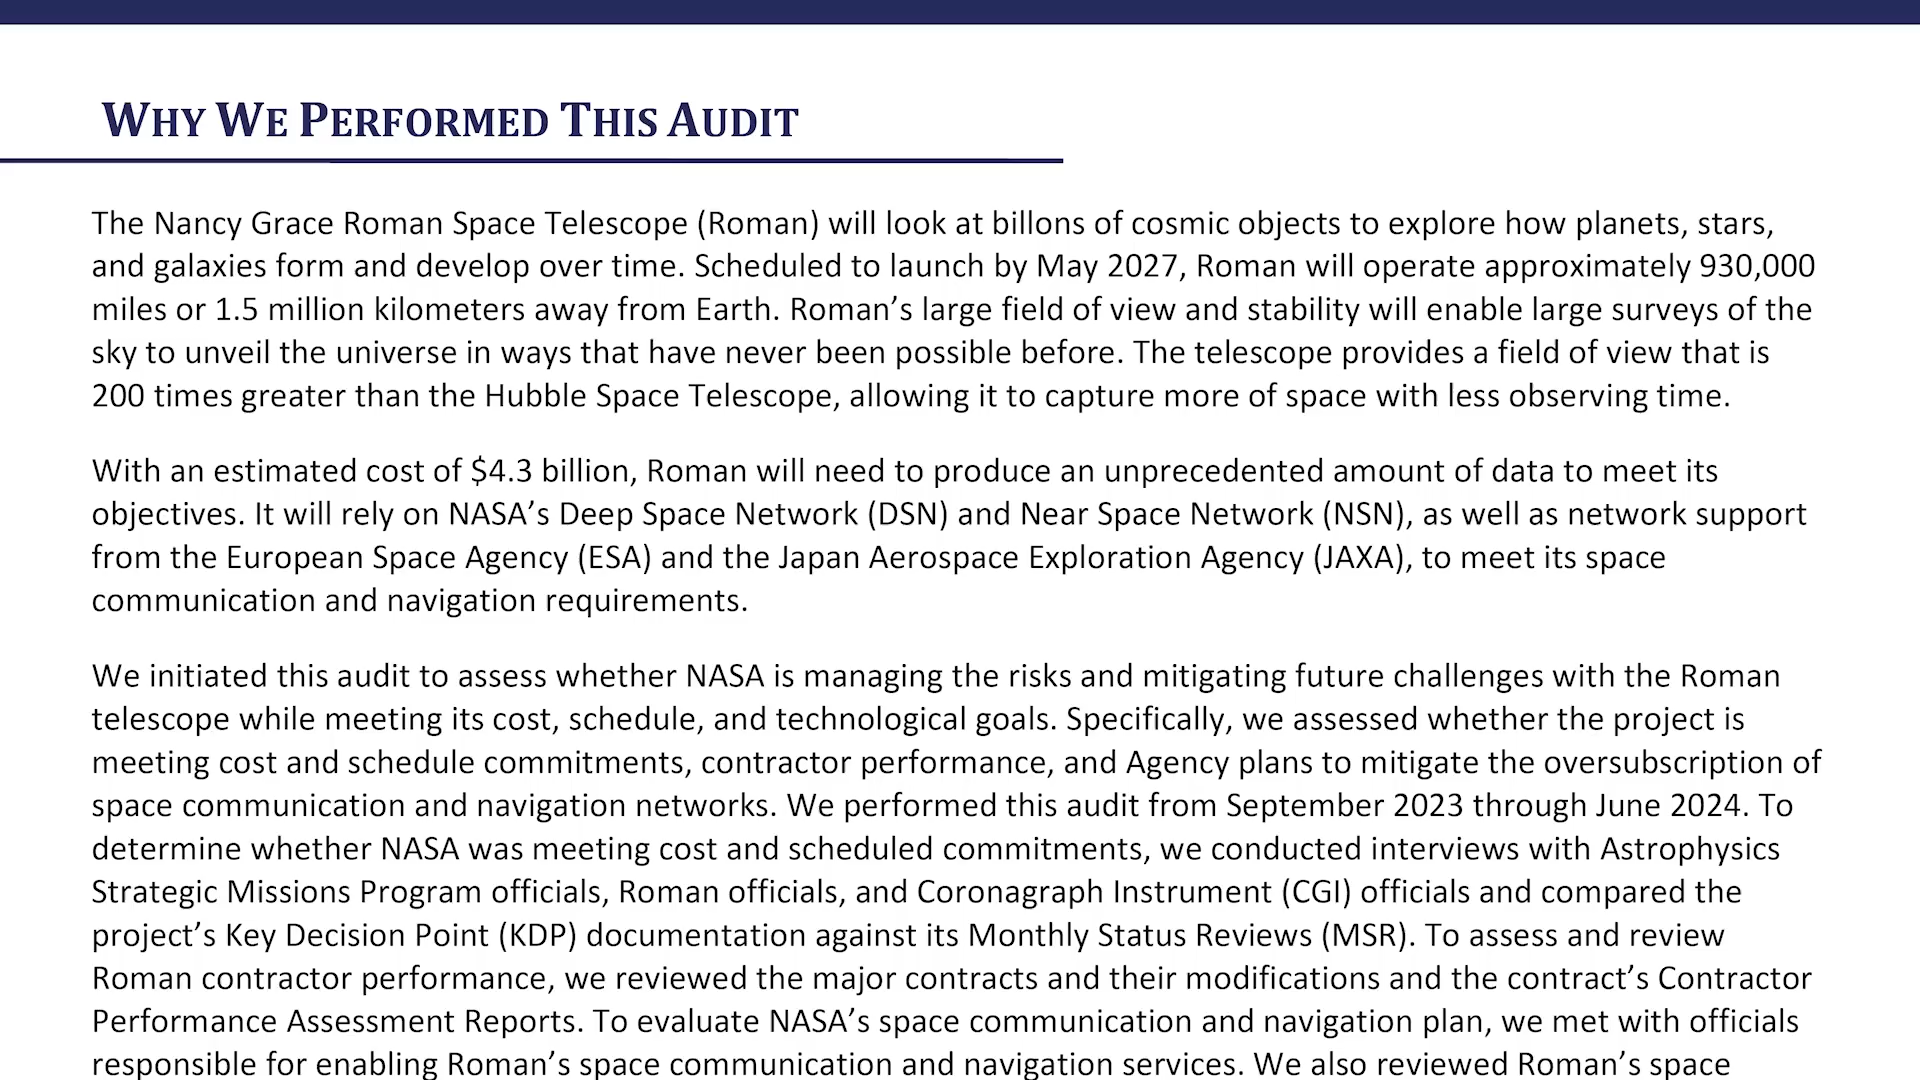 WHY WE PERFORMED THIS AUDIT
The Nancy Grace Roman Space Telescope (Roman) will look at billons of cosmic objects to explore how planets, stars,
and galaxies form and develop over time. Scheduled to launch by May 2027, Roman will operate approximately 930,000
miles or 1.5 million kilometers away from Earth. Roman’s large field of view and stability will enable large surveys of the
sky to unveil the universe in ways that have never been possible before. The telescope provides a field of view that is
200 times greater than the Hubble Space Telescope, allowing it to capture more of space with less observing time.
With an estimated cost of $4.3 billion, Roman will need to produce an unprecedented amount of data to meet its
objectives. It will rely on NASA’s Deep Space Network (DSN) and Near Space Network (NSN), as well as network support
from the European Space Agency (ESA) and the Japan Aerospace Exploration Agency (JAXA), to meet its space
communication and navigation requirements.
We initiated this audit to assess whether NASA is managing the risks and mitigating future challenges with the Roman
telescope while meeting its cost, schedule, and technological goals. Specifically, we assessed whether the project is
meeting cost and schedule commitments, contractor performance, and Agency plans to mitigate the oversubscription of
space communication and navigation networks. We performed this audit from September 2023 through June 2024. To
determine whether NASA was meeting cost and scheduled commitments, we conducted interviews with Astrophysics
Strategic Missions Program officials, Roman officials, and Coronagraph Instrument (CGI) officials and compared the
project’s Key Decision Point (KDP) documentation against its Monthly Status Reviews (MSR). To assess and review
Roman contractor performance, we reviewed the major contracts and their modifications and the contract’s Contractor
Performance Assessment Reports. To evaluate NASA’s space communication and navigation plan, we met with officials
responsible for enabling Roman’s space communication and navigation services. We also reviewed Roman’s space